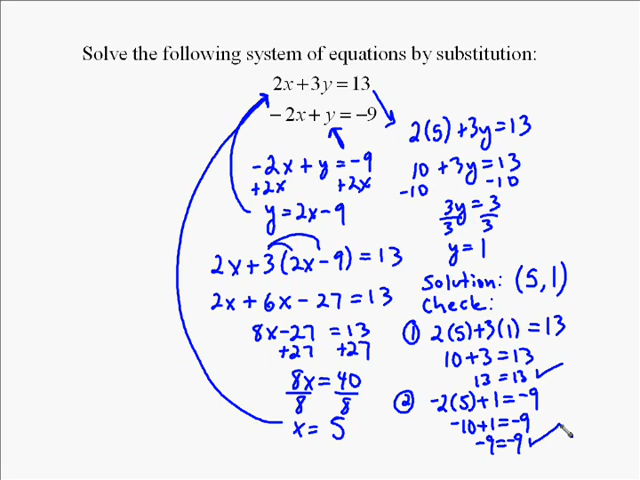 Solve the following system of equations by substitution:
2x + 3y = 13
-2x + y = -9
-2x + y = -9
+2x +2x
y = 2x - 9
2x + 3(2x - 9) = 13
2x + 6x - 27 = 13
8x - 27 = 13
+27 +27
8x = 40
8 8
x = 5
2(5) + 3y = 13
10 + 3y = 13
-10 -10
3y = 3
3 3
y = 1
Solution: (5, 1)
Check:
① 2(5) + 3(1) = 13
10 + 3 = 13
13 = 13 ✓
② -2(5) + 1 = -9
-10 + 1 = -9
-9 = -9 ✓